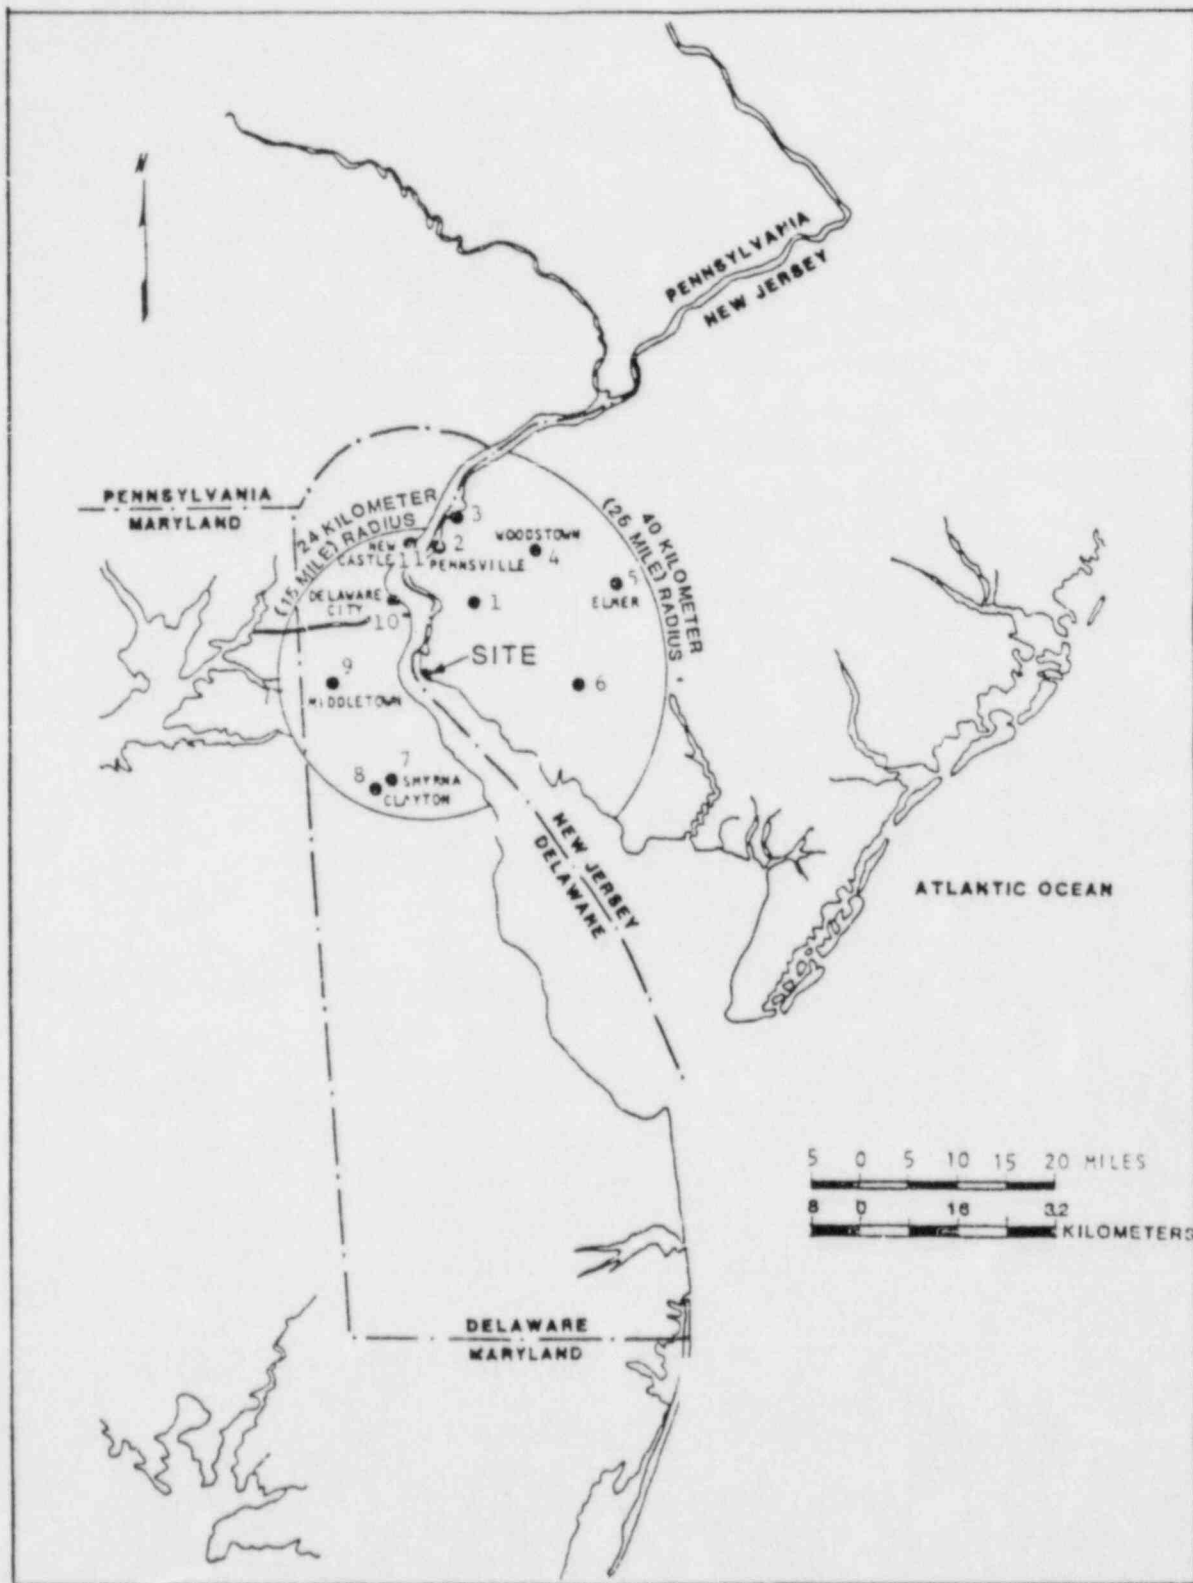 N
PENNSYLVANIA
NEW JERSEY
PENNSYLVANIA
MARYLAND
24 KILOMETER
(15 MILE) RADIUS
40 KILOMETER
(25 MILE) RADIUS
3
NEW
CASTLE
11
2
PENNSVILLE
WOODSTOWN
4
5
ELMER
DELAWARE
CITY
10
1
SITE
9
MIDDLETOWN
6
7
8
SMYRNA
CLAYTON
NEW JERSEY
DELAWARE
ATLANTIC OCEAN
5 0 5 10 15 20 MILES
8 0 16 32
KILOMETERS
DELAWARE
MARYLAND